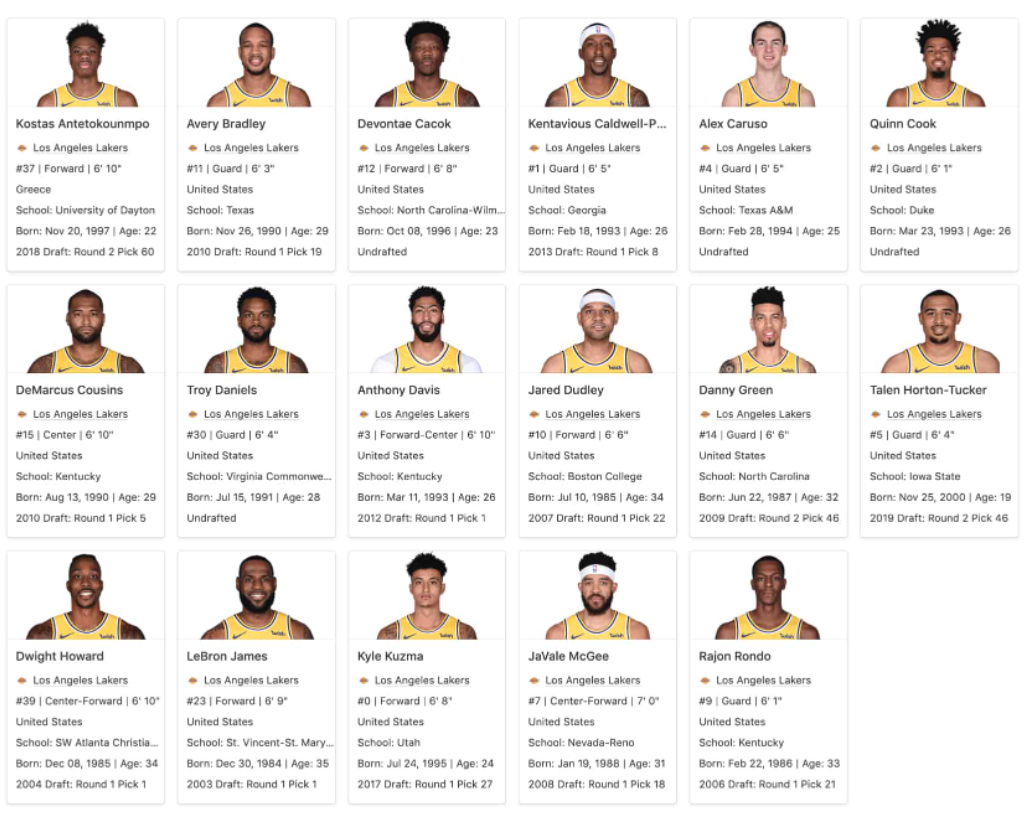 Kostas Antetokounmpo
Los Angeles Lakers
#37 | Forward | 6' 10"
Greece
School: University of Dayton
Born: Nov 20, 1997 | Age: 22
2018 Draft: Round 2 Pick 60
Avery Bradley
Los Angeles Lakers
#11 | Guard | 6' 3"
United States
School: Texas
Born: Nov 26, 1990 | Age: 29
2010 Draft: Round 1 Pick 19
Devontae Cacok
Los Angeles Lakers
#12 | Forward | 6' 8"
United States
School: North Carolina-Wilm...
Born: Oct 08, 1996 | Age: 23
Undrafted
Kentavious Caldwell-P...
Los Angeles Lakers
#1 | Guard | 6' 5"
United States
School: Georgia
Born: Feb 18, 1993 | Age: 26
2013 Draft: Round 1 Pick 8
Alex Caruso
Los Angeles Lakers
#4 | Guard | 6' 5"
United States
School: Texas A&M
Born: Feb 28, 1994 | Age: 25
Undrafted
Quinn Cook
Los Angeles Lakers
#2 | Guard | 6' 1"
United States
School: Duke
Born: Mar 23, 1993 | Age: 26
Undrafted
DeMarcus Cousins
Los Angeles Lakers
#15 | Center | 6' 10"
United States
School: Kentucky
Born: Aug 13, 1990 | Age: 29
2010 Draft: Round 1 Pick 5
Troy Daniels
Los Angeles Lakers
#30 | Guard | 6' 4"
United States
School: Virginia Commonwe...
Born: Jul 15, 1991 | Age: 28
Undrafted
Anthony Davis
Los Angeles Lakers
#3 | Forward-Center | 6' 10"
United States
School: Kentucky
Born: Mar 11, 1993 | Age: 26
2012 Draft: Round 1 Pick 1
Jared Dudley
Los Angeles Lakers
#10 | Forward | 6' 6"
United States
School: Boston College
Born: Jul 10, 1985 | Age: 34
2007 Draft: Round 1 Pick 22
Danny Green
Los Angeles Lakers
#14 | Guard | 6' 6"
United States
School: North Carolina
Born: Jun 22, 1987 | Age: 32
2009 Draft: Round 2 Pick 46
Talen Horton-Tucker
Los Angeles Lakers
#5 | Guard | 6' 4"
United States
School: Iowa State
Born: Nov 25, 2000 | Age: 19
2019 Draft: Round 2 Pick 46
Dwight Howard
Los Angeles Lakers
#39 | Center-Forward | 6' 10"
United States
School: SW Atlanta Christia...
Born: Dec 08, 1985 | Age: 34
2004 Draft: Round 1 Pick 1
LeBron James
Los Angeles Lakers
#23 | Forward | 6' 9"
United States
School: St. Vincent-St. Mary...
Born: Dec 30, 1984 | Age: 35
2003 Draft: Round 1 Pick 1
Kyle Kuzma
Los Angeles Lakers
#0 | Forward | 6' 8"
United States
School: Utah
Born: Jul 24, 1995 | Age: 24
2017 Draft: Round 1 Pick 27
JaVale McGee
Los Angeles Lakers
#7 | Center-Forward | 7' 0"
United States
School: Nevada-Reno
Born: Jan 19, 1988 | Age: 31
2008 Draft: Round 1 Pick 18
Rajon Rondo
Los Angeles Lakers
#9 | Guard | 6' 1"
United States
School: Kentucky
Born: Feb 22, 1986 | Age: 33
2006 Draft: Round 1 Pick 21